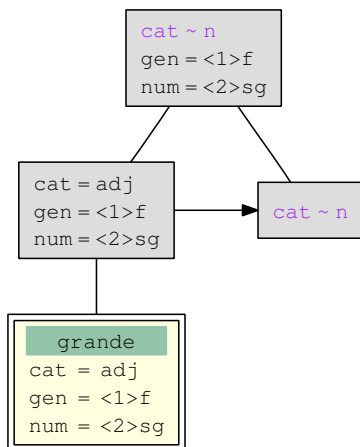 cat ~ n
gen = <1>f
num = <2>sg
cat = adj
gen = <1>f
num = <2>sg
cat ~ n
grande
cat = adj
gen = <1>f
num = <2>sg